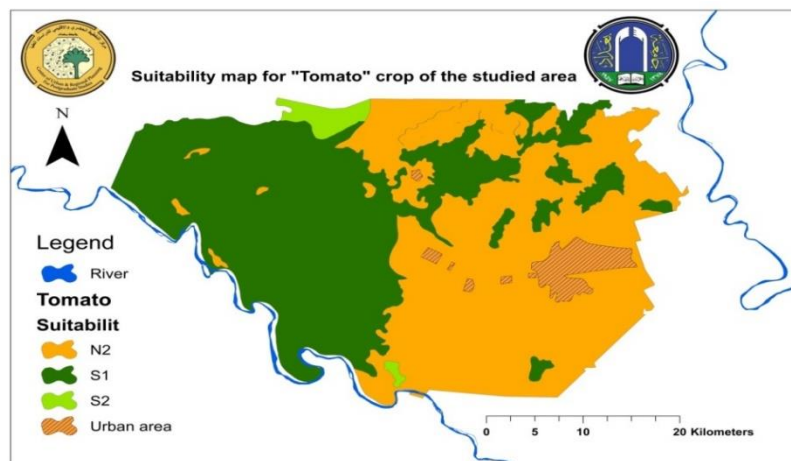 Suitability map for "Tomato" crop of the studied area
N
Legend
River
Tomato
Suitabilit
N2
S1
S2
Urban area
0 5 10 15 20 Kilometers